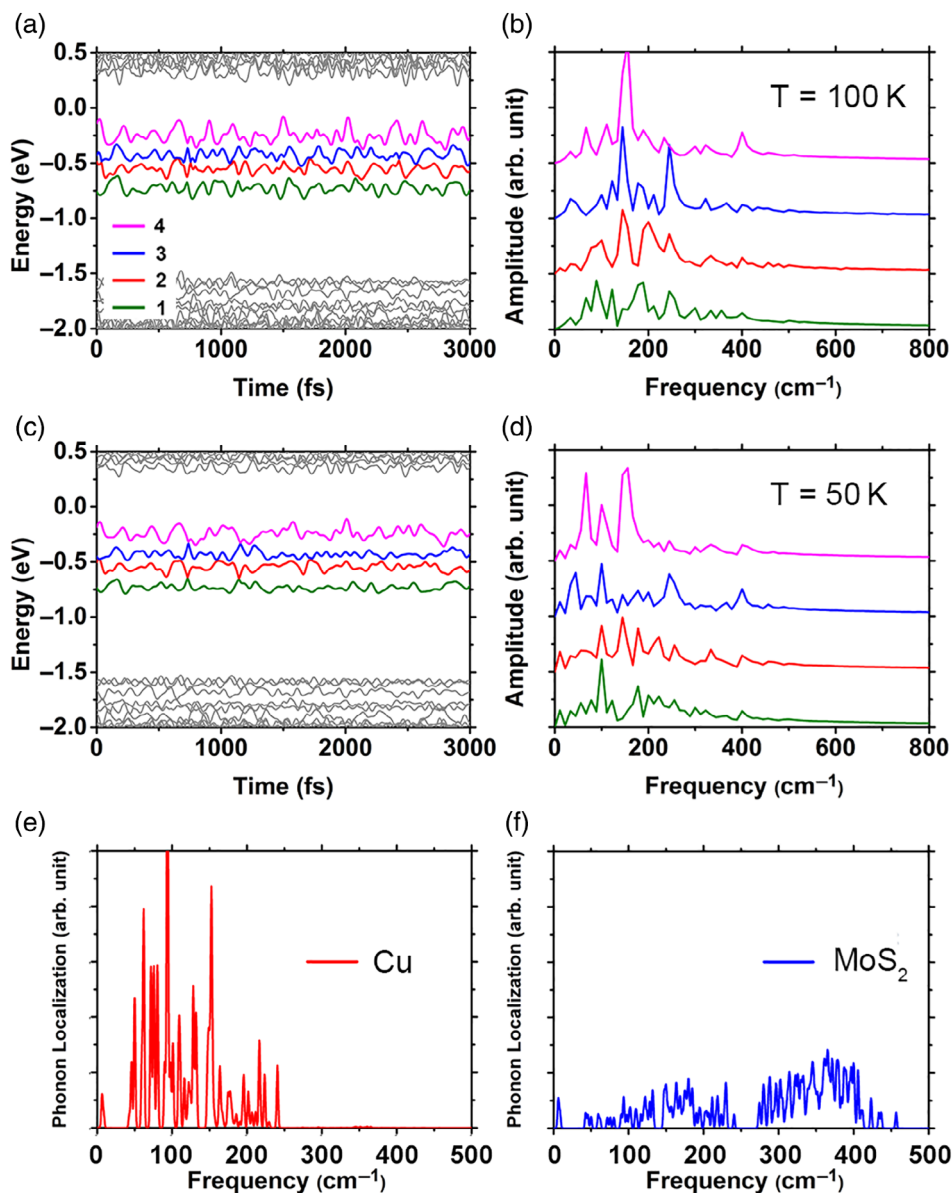 (a)
0.5
0.0
–0.5
–1.0
–1.5
–2.0
Energy (eV)
4
3
2
1
0 1000 2000 3000
Time (fs)
(b)
T = 100 K
Amplitude (arb. unit)
0 200 400 600 800
Frequency (cm–1)
(c)
0.5
0.0
–0.5
–1.0
–1.5
–2.0
Energy (eV)
0 1000 2000 3000
Time (fs)
(d)
T = 50 K
Amplitude (arb. unit)
0 200 400 600 800
Frequency (cm–1)
(e)
Phonon Localization (arb. unit)
Cu
0 100 200 300 400 500
Frequency (cm–1)
(f)
Phonon Localization (arb. unit)
MoS2
0 100 200 300 400 500
Frequency (cm–1)